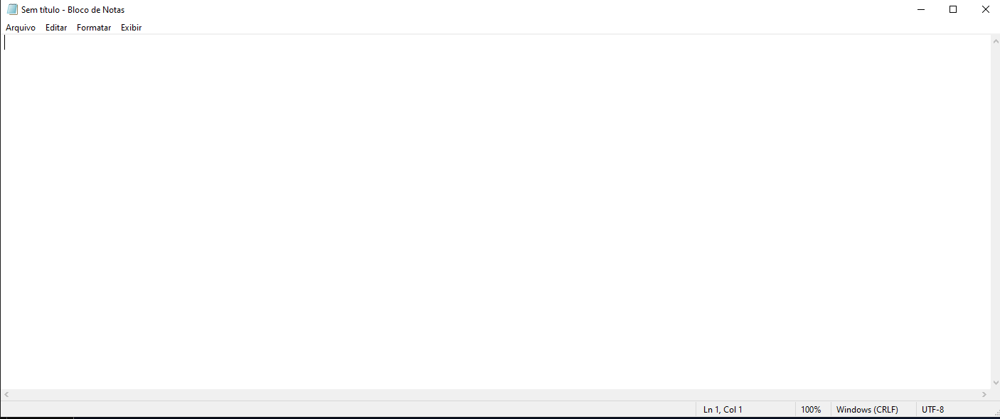 Sem título - Bloco de Notas
Arquivo Editar Formatar Exibir
Ln 1, Col 1 100% Windows (CRLF) UTF-8